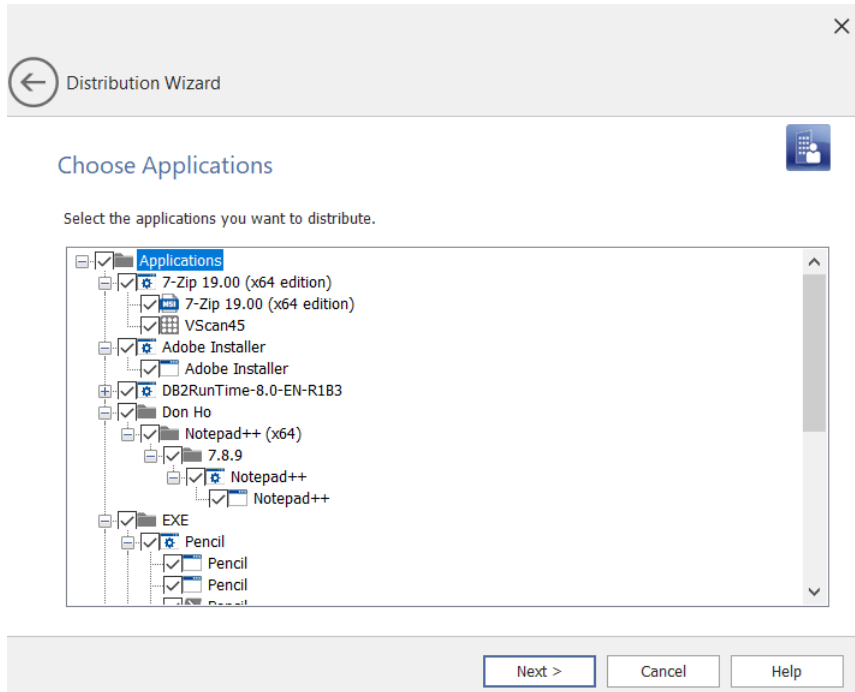 Distribution Wizard
Choose Applications
Select the applications you want to distribute.
Applications
7-Zip 19.00 (x64 edition)
MSI 7-Zip 19.00 (x64 edition)
VScan45
Adobe Installer
Adobe Installer
DB2RunTime-8.0-EN-R1B3
Don Ho
Notepad++ (x64)
7.8.9
Notepad++
Notepad++
EXE
Pencil
Pencil
Pencil
Next > Cancel Help